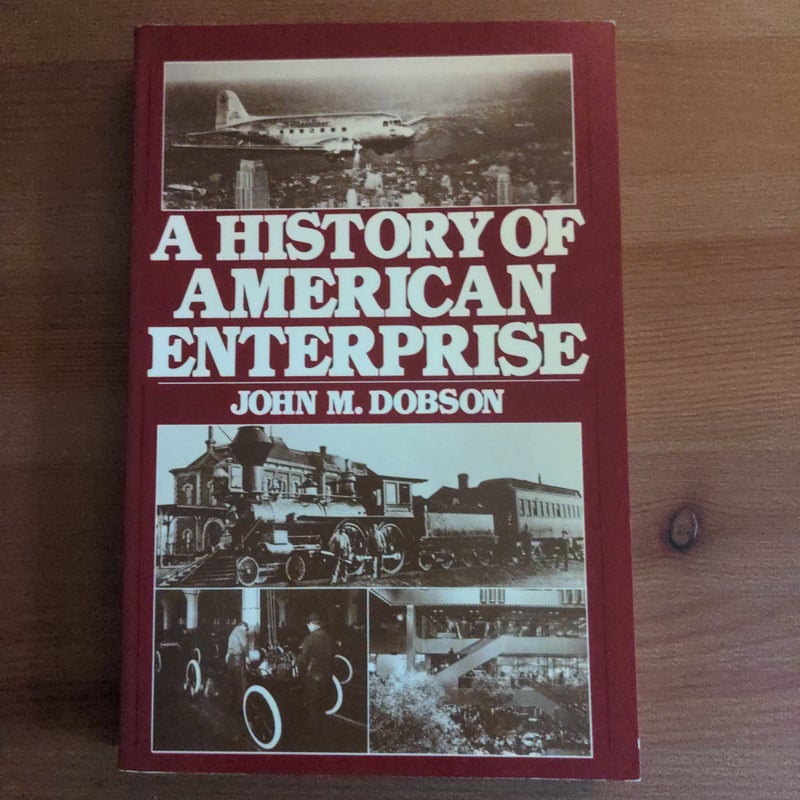 A HISTORY OF
AMERICAN
ENTERPRISE
JOHN M. DOBSON